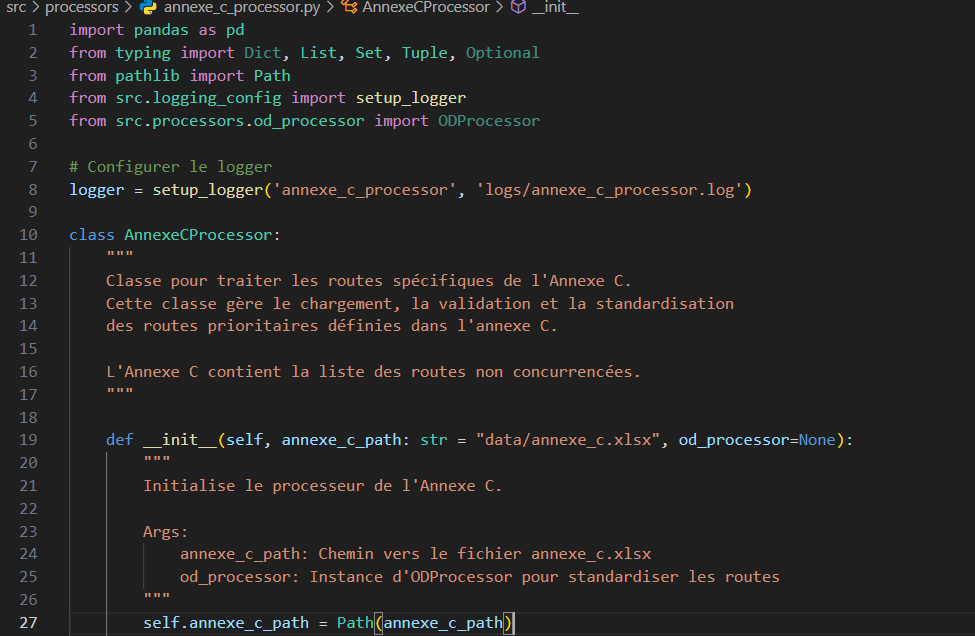 src > processors > annexe_c_processor.py > AnnexeCProcessor > __init__
1 import pandas as pd
2 from typing import Dict, List, Set, Tuple, Optional
3 from pathlib import Path
4 from src.logging_config import setup_logger
5 from src.processors.od_processor import ODProcessor
6
7 # Configurer le logger
8 logger = setup_logger('annexe_c_processor', 'logs/annexe_c_processor.log')
9
10 class AnnexeCProcessor:
11     """
12     Classe pour traiter les routes spécifiques de l'Annexe C.
13     Cette classe gère le chargement, la validation et la standardisation
14     des routes prioritaires définies dans l'annexe C.
15
16     L'Annexe C contient la liste des routes non concurrencées.
17     """
18
19     def __init__(self, annexe_c_path: str = "data/annexe_c.xlsx", od_processor=None):
20         """
21         Initialise le processeur de l'Annexe C.
22
23         Args:
24             annexe_c_path: Chemin vers le fichier annexe_c.xlsx
25             od_processor: Instance d'ODProcessor pour standardiser les routes
26         """
27         self.annexe_c_path = Path(annexe_c_path)